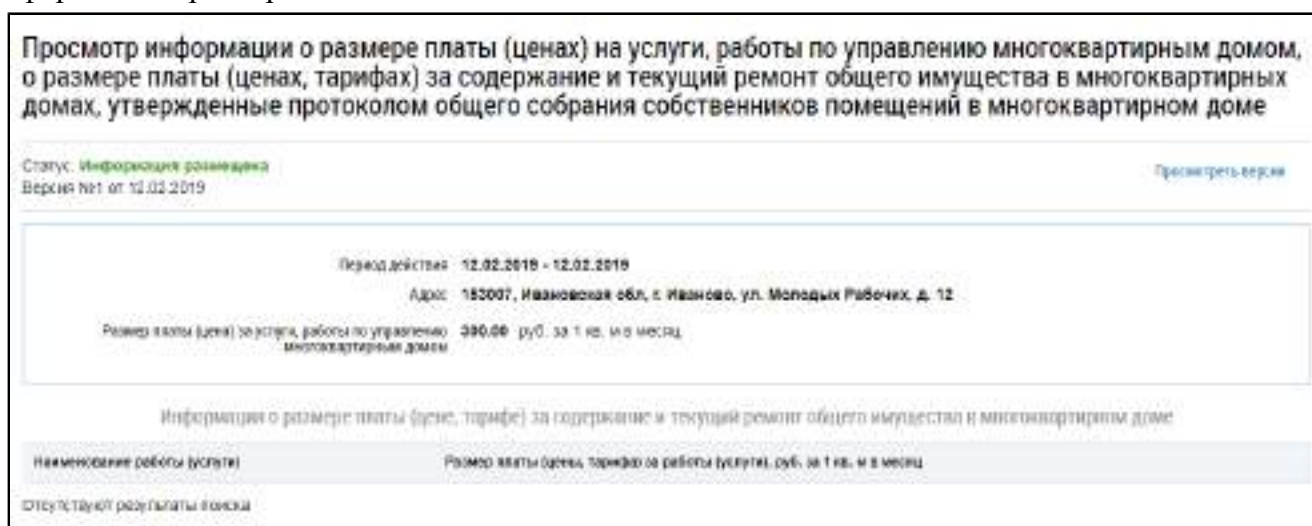 Просмотр информации о размере платы (ценах) на услуги, работы по управлению многоквартирным домом,
о размере платы (ценах, тарифах) за содержание и текущий ремонт общего имущества в многоквартирных
домах, утвержденные протоколом общего собрания собственников помещений в многоквартирном доме
Статус: Информация размещена
Версия №1 от 12.02.2019
Просмотреть версии
Период действия 12.02.2019 - 12.02.2019
Адрес 153007, Ивановская обл, г. Иваново, ул. Молодых Рабочих, д. 12
Размер платы (цена) за услуги, работы по управлению 300.00 руб. за 1 кв. м в месяц
многоквартирным домом
Информация о размере платы (цене, тарифе) за содержание и текущий ремонт общего имущества в многоквартирном доме
Наименование работы (услуги) Размер платы (цены, тарифа) за работы (услуги), руб. за 1 кв. м в месяц
Отсутствуют результаты поиска